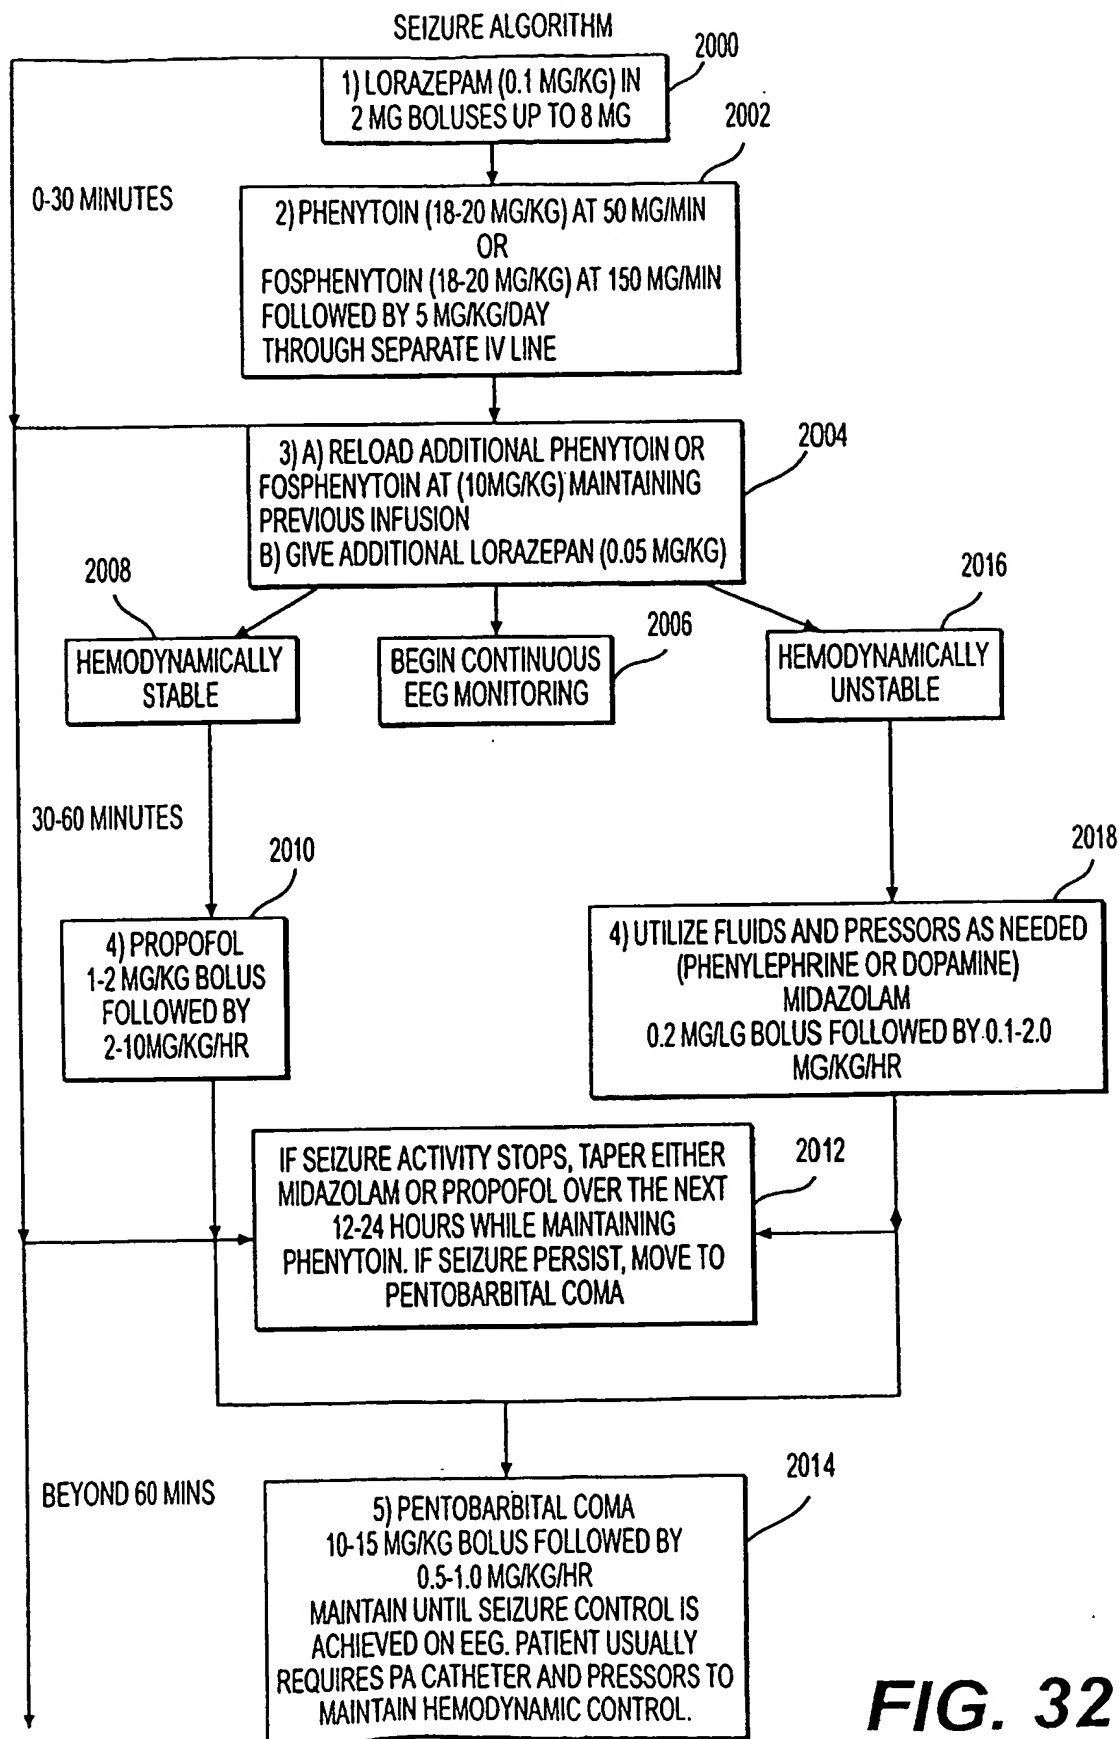 SEIZURE ALGORITHM
2000
1) LORAZEPAM (0.1 MG/KG) IN
2 MG BOLUSES UP TO 8 MG
2002
0-30 MINUTES
2) PHENYTOIN (18-20 MG/KG) AT 50 MG/MIN
OR
FOSPHENYTOIN (18-20 MG/KG) AT 150 MG/MIN
FOLLOWED BY 5 MG/KG/DAY
THROUGH SEPARATE IV LINE
2004
3) A) RELOAD ADDITIONAL PHENYTOIN OR
FOSPHENYTOIN AT (10MG/KG) MAINTAINING
PREVIOUS INFUSION
B) GIVE ADDITIONAL LORAZEPAN (0.05 MG/KG)
2008
HEMODYNAMICALLY
STABLE
2006
BEGIN CONTINUOUS
EEG MONITORING
2016
HEMODYNAMICALLY
UNSTABLE
30-60 MINUTES
2010
4) PROPOFOL
1-2 MG/KG BOLUS
FOLLOWED BY
2-10MG/KG/HR
2018
4) UTILIZE FLUIDS AND PRESSORS AS NEEDED
(PHENYLEPHRINE OR DOPAMINE)
MIDAZOLAM
0.2 MG/LG BOLUS FOLLOWED BY 0.1-2.0
MG/KG/HR
2012
IF SEIZURE ACTIVITY STOPS, TAPER EITHER
MIDAZOLAM OR PROPOFOL OVER THE NEXT
12-24 HOURS WHILE MAINTAINING
PHENYTOIN. IF SEIZURE PERSIST, MOVE TO
PENTOBARBITAL COMA
BEYOND 60 MINS
2014
5) PENTOBARBITAL COMA
10-15 MG/KG BOLUS FOLLOWED BY
0.5-1.0 MG/KG/HR
MAINTAIN UNTIL SEIZURE CONTROL IS
ACHIEVED ON EEG. PATIENT USUALLY
REQUIRES PA CATHETER AND PRESSORS TO
MAINTAIN HEMODYNAMIC CONTROL.
FIG. 32